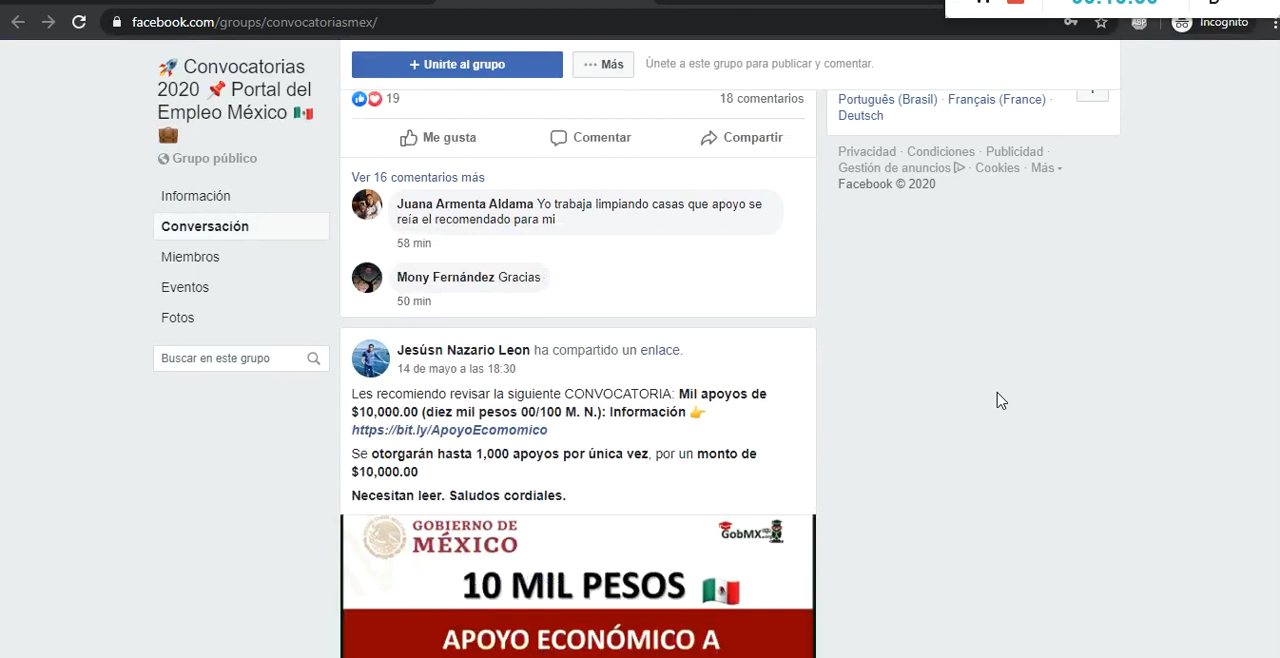 facebook.com/groups/convocatoriasmex/
ABP
Incognito
🚀 Convocatorias
2020 📌 Portal del
Empleo México 🇲🇽
💼
Grupo público
Información
Conversación
Miembros
Eventos
Fotos
Buscar en este grupo
+ Unirte al grupo
··· Más
Únete a este grupo para publicar y comentar.
19
18 comentarios
Me gusta
Comentar
Compartir
Ver 16 comentarios más
Juana Armenta Aldama Yo trabaja limpiando casas que apoyo se
reía el recomendado para mi
58 min
Mony Fernández Gracias
50 min
Jesúsn Nazario Leon ha compartido un enlace.
14 de mayo a las 18:30
Les recomiendo revisar la siguiente CONVOCATORIA: Mil apoyos de
$10,000.00 (diez mil pesos 00/100 M. N.): Información 👉
https://bit.ly/ApoyoEcomomico
Se otorgarán hasta 1,000 apoyos por única vez, por un monto de
$10,000.00
Necesitan leer. Saludos cordiales.
GOBIERNO DE
MÉXICO
GobMX
10 MIL PESOS 🇲🇽
APOYO ECONÓMICO A
Português (Brasil) · Français (France) ·
Deutsch
Privacidad · Condiciones · Publicidad ·
Gestión de anuncios · Cookies · Más
Facebook © 2020